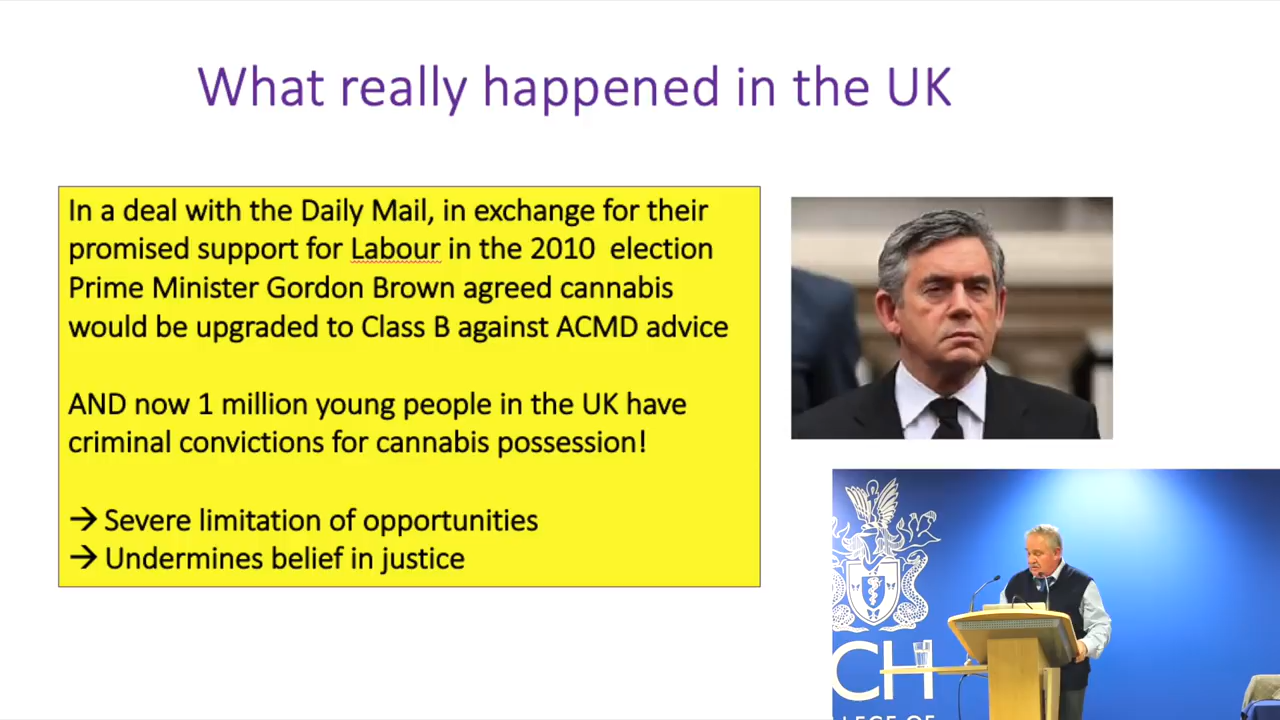 What really happened in the UK
In a deal with the Daily Mail, in exchange for their
promised support for Labour in the 2010 election
Prime Minister Gordon Brown agreed cannabis
would be upgraded to Class B against ACMD advice
AND now 1 million young people in the UK have
criminal convictions for cannabis possession!
→ Severe limitation of opportunities
→ Undermines belief in justice
CH